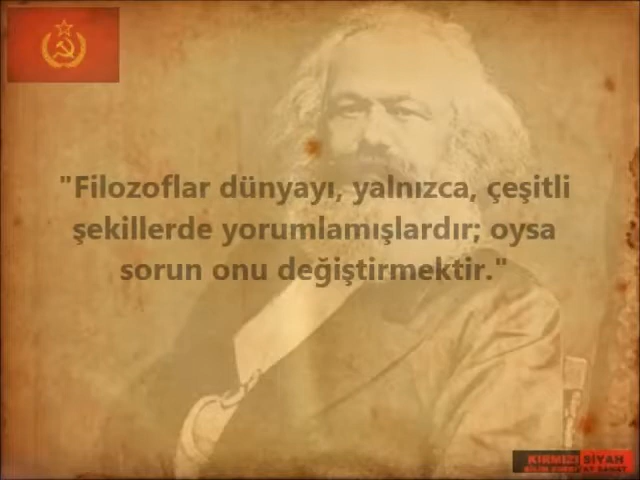 "Filozoflar dünyayı, yalnızca, çeşitli
şekillerde yorumlamışlardır; oysa
sorun onu değiştirmektir."
KIRMIZI SİYAH